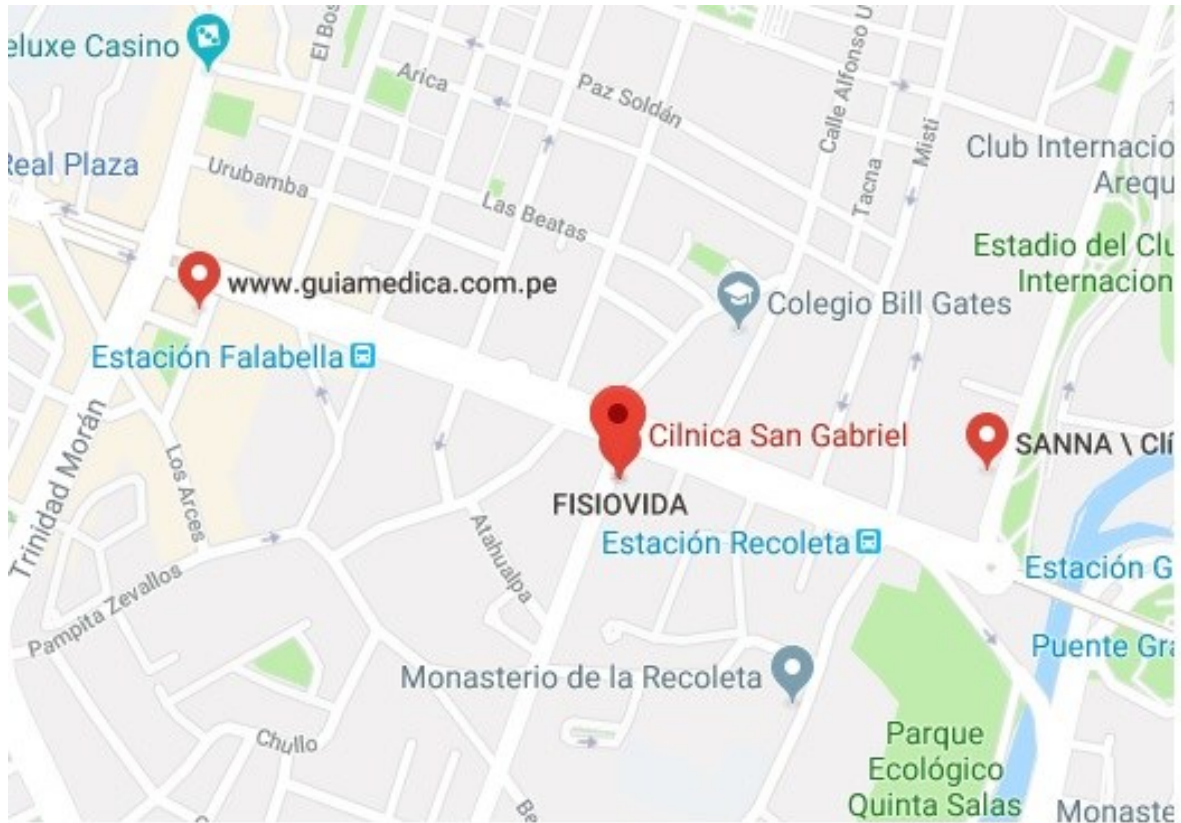 eluxe Casino
El Bos
Arica
Paz Soldán
Calle Alfonso U
Misti
Club Internacio
Arequ
Real Plaza
Urubamba
Las Beatas
Tacna
Estadio del Clu
Internacion
www.guiamedica.com.pe
Colegio Bill Gates
Estación Falabella
Trinidad Morán
Los Arces
Cilnica San Gabriel
SANNA \ Clí
FISIOVIDA
Estación Recoleta
Atahualpa
Estación G
Pampita Zevallos
Puente Gra
Monasterio de la Recoleta
Chullo
Parque
Ecológico
Quinta Salas
Be
Monaste